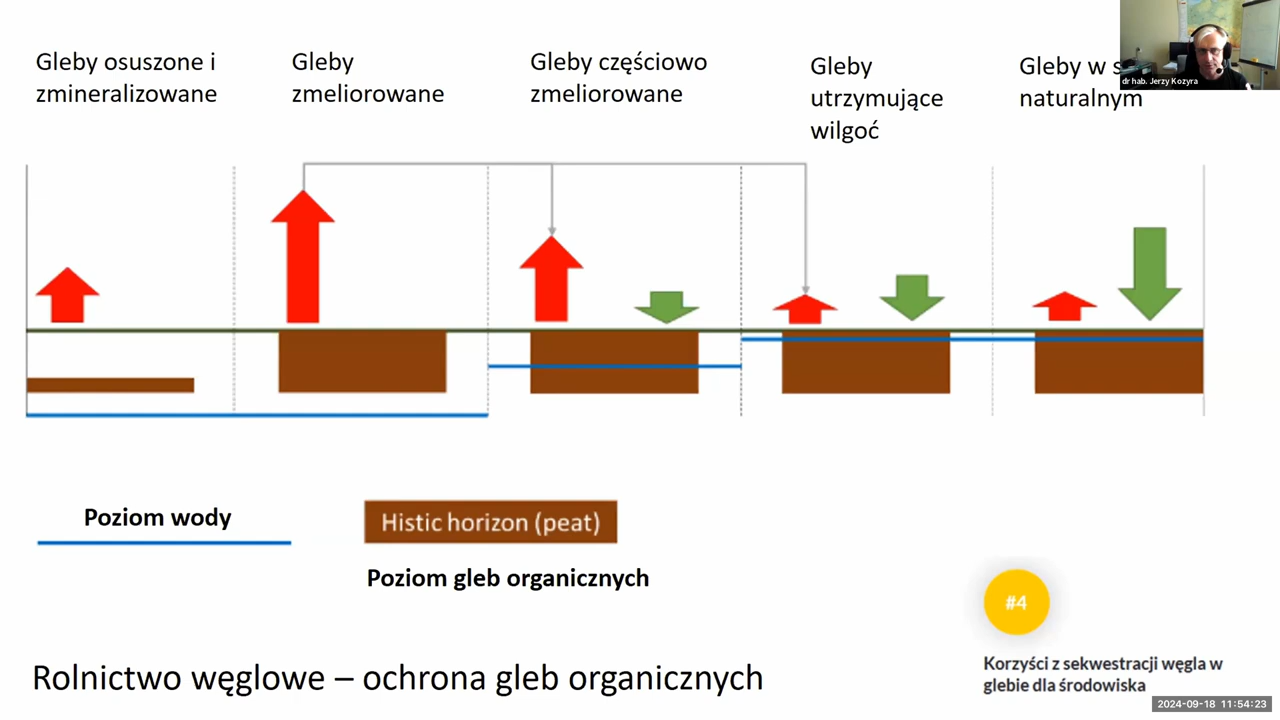 Gleby osuszone i
zmineralizowane
Gleby
zmeliorowane
Gleby częściowo
zmeliorowane
Gleby
utrzymujące
wilgoć
Gleby w
naturalnym
dr hab. Jerzy Kozyra
Poziom wody
Histic horizon (peat)
Poziom gleb organicznych
#4
Korzyści z sekwestracji węgla w
glebie dla środowiska
Rolnictwo węglowe – ochrona gleb organicznych
2024-09-18 11:54:23